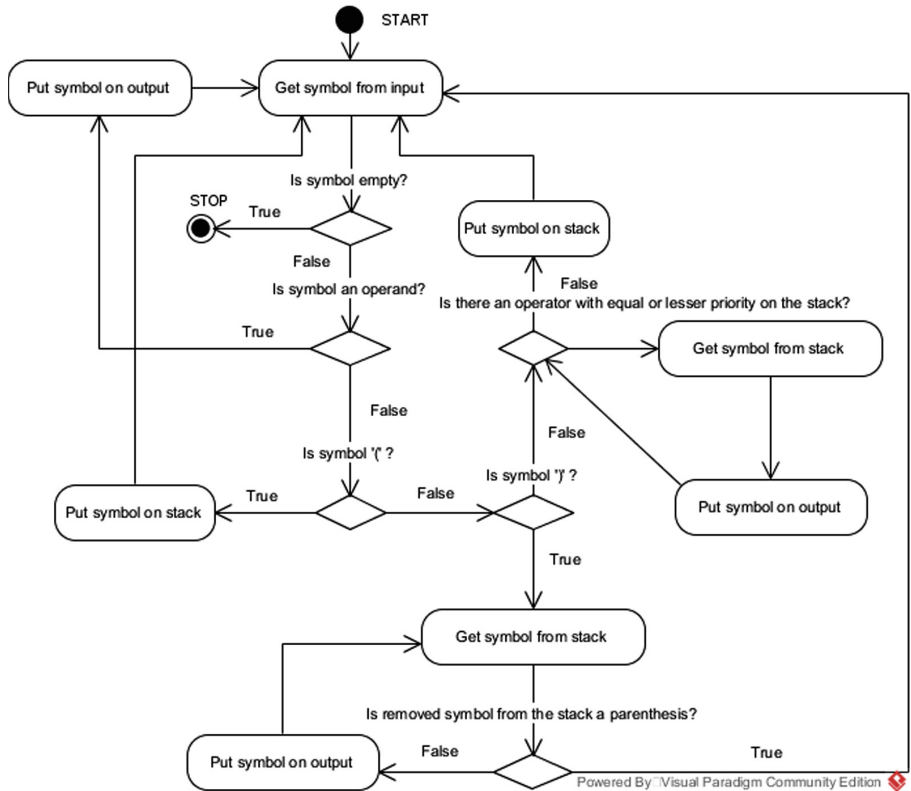 START
Put symbol on output
Get symbol from input
Is symbol empty?
STOP
True
Put symbol on stack
False
Is symbol an operand?
False
Is there an operator with equal or lesser priority on the stack?
True
Get symbol from stack
False
False
Is symbol '(' ?
Is symbol ')' ?
True
False
Put symbol on stack
Put symbol on output
True
Get symbol from stack
Is removed symbol from the stack a parenthesis?
False
True
Put symbol on output
Powered By Visual Paradigm Community Edition